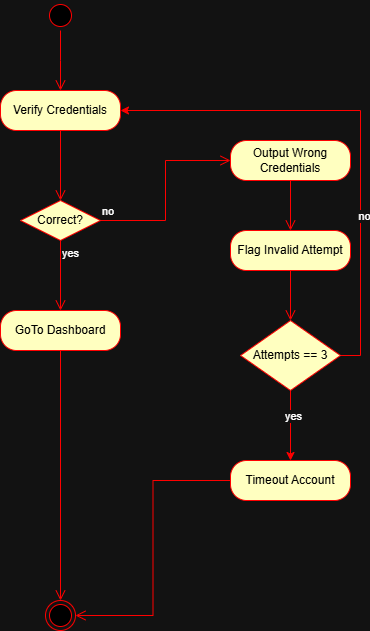 Verify Credentials
Output Wrong
Credentials
Correct?
no
no
yes
Flag Invalid Attempt
GoTo Dashboard
Attempts == 3
yes
Timeout Account